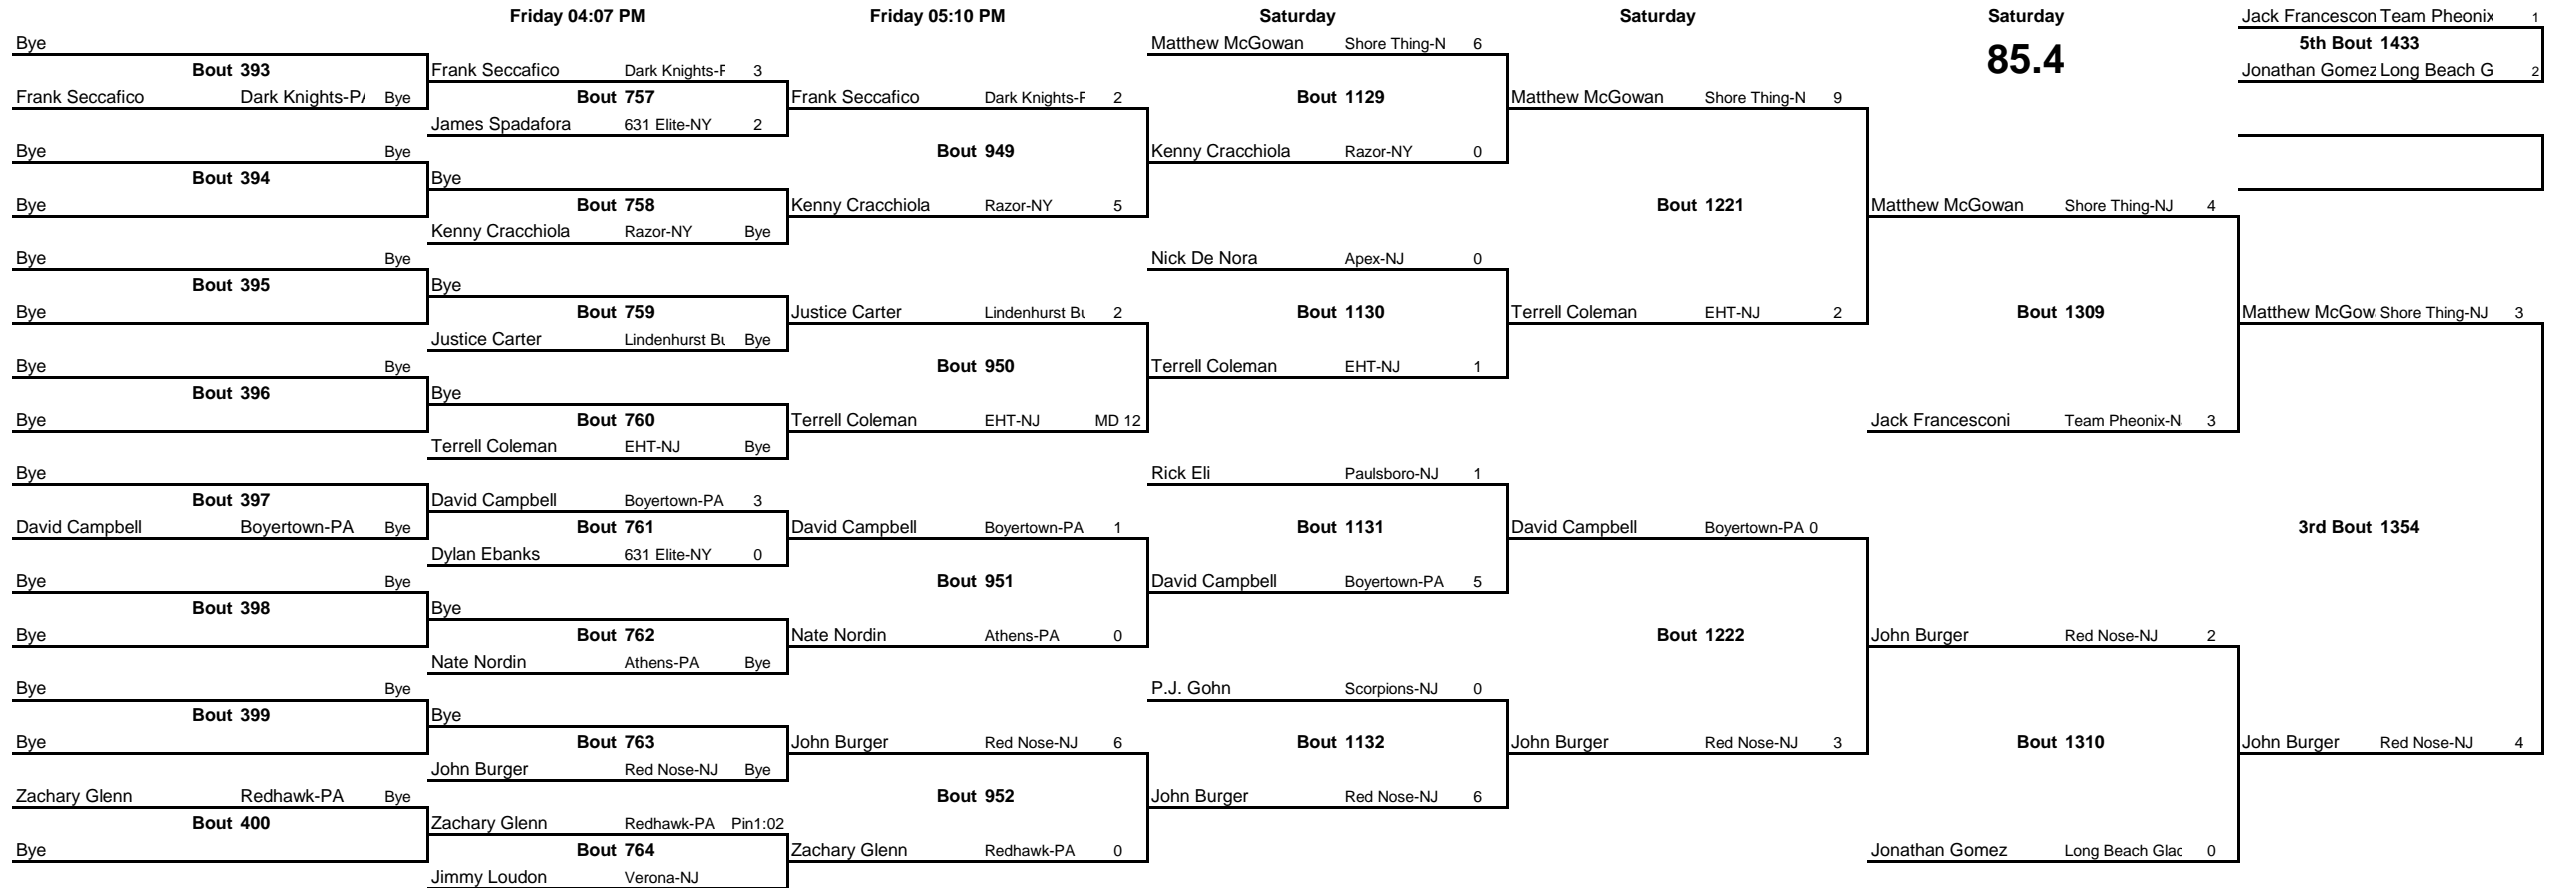 Friday 04:07 PM Friday 05:10 PM Saturday Saturday Saturday Jack Francescon Team Pheonix 1
Bye Matthew McGowan Shore Thing-N 6 85.4 5th Bout 1433
Bout 393 Frank Seccafico Dark Knights-F 3 Jonathan Gomez Long Beach G 2
Frank Seccafico Dark Knights-PA Bye Bout 757 Frank Seccafico Dark Knights-F 2 Bout 1129 Matthew McGowan Shore Thing-N 9
James Spadafora 631 Elite-NY 2
Bye Bye Bout 949 Kenny Cracchiola Razor-NY 0
Bout 394 Bye
Bye Bout 758 Kenny Cracchiola Razor-NY 5 Bout 1221 Matthew McGowan Shore Thing-NJ 4
Kenny Cracchiola Razor-NY Bye
Bye Bye Nick De Nora Apex-NJ 0
Bout 395 Bye
Bye Bout 759 Justice Carter Lindenhurst Bu 2 Bout 1130 Terrell Coleman EHT-NJ 2 Bout 1309 Matthew McGow Shore Thing-NJ 3
Justice Carter Lindenhurst Bu Bye
Bye Bye Bout 950 Terrell Coleman EHT-NJ 1
Bout 396 Bye
Bye Bout 760 Terrell Coleman EHT-NJ MD 12 Jack Francesconi Team Pheonix-N 3
Terrell Coleman EHT-NJ Bye
Bye Rick Eli Paulsboro-NJ 1
Bout 397 David Campbell Boyertown-PA 3
David Campbell Boyertown-PA Bye Bout 761 David Campbell Boyertown-PA 1 Bout 1131 David Campbell Boyertown-PA 0 3rd Bout 1354
Dylan Ebanks 631 Elite-NY 0
Bye Bye Bout 951 David Campbell Boyertown-PA 5
Bout 398 Bye
Bye Bout 762 Nate Nordin Athens-PA 0 Bout 1222 John Burger Red Nose-NJ 2
Nate Nordin Athens-PA Bye
Bye Bye P.J. Gohn Scorpions-NJ 0
Bout 399 Bye
Bye Bout 763 John Burger Red Nose-NJ 6 Bout 1132 John Burger Red Nose-NJ 3 Bout 1310 John Burger Red Nose-NJ 4
John Burger Red Nose-NJ Bye
Zachary Glenn Redhawk-PA Bye Bout 952 John Burger Red Nose-NJ 6
Bout 400 Zachary Glenn Redhawk-PA Pin1:02
Bye Bout 764 Zachary Glenn Redhawk-PA 0 Jonathan Gomez Long Beach Glad 0
Jimmy Loudon Verona-NJ